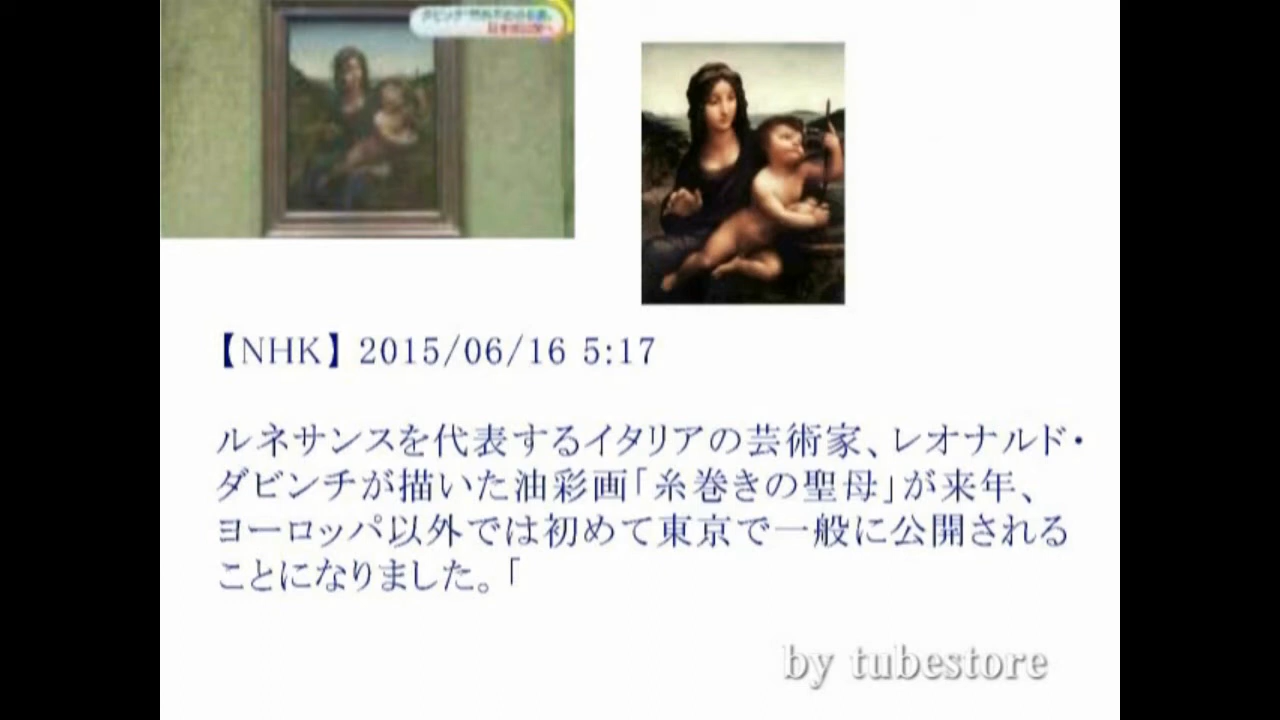 【NHK】 2015/06/16 5:17
ルネサンスを代表するイタリアの芸術家、レオナルド・
ダビンチが描いた油彩画「糸巻きの聖母」が来年、
ヨーロッパ以外では初めて東京で一般に公開される
ことになりました。「
by tubestore